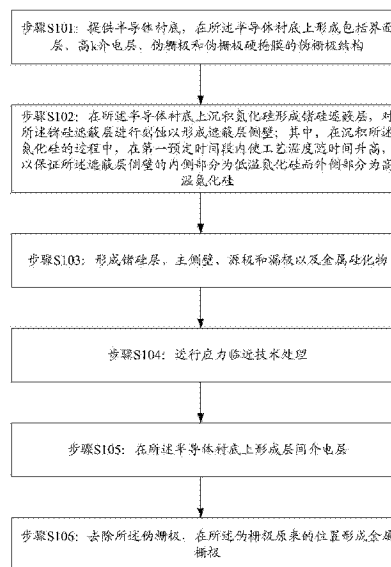 步骤S101：提供半导体衬底，在所述半导体衬底上形成包括界面
层、高k介电层、伪栅极和伪栅极硬掩膜的伪栅极结构
步骤S102：在所述半导体衬底上沉积氮化硅形成锗硅遮蔽层，对
所述锗硅遮蔽层进行刻蚀以形成遮蔽层侧壁；其中，在沉积所述
氮化硅的过程中，在第一预定时间段内使工艺温度随时间升高，
以保证所述遮蔽层侧壁的内侧部分为低温氮化硅而外侧部分为高
温氮化硅
步骤S103：形成锗硅层、主侧壁、源极和漏极以及金属硅化物
步骤S104：进行应力临近技术处理
步骤S105：在所述半导体衬底上形成层间介电层
步骤S106：去除所述伪栅极，在所述伪栅极原来的位置形成金属
栅极